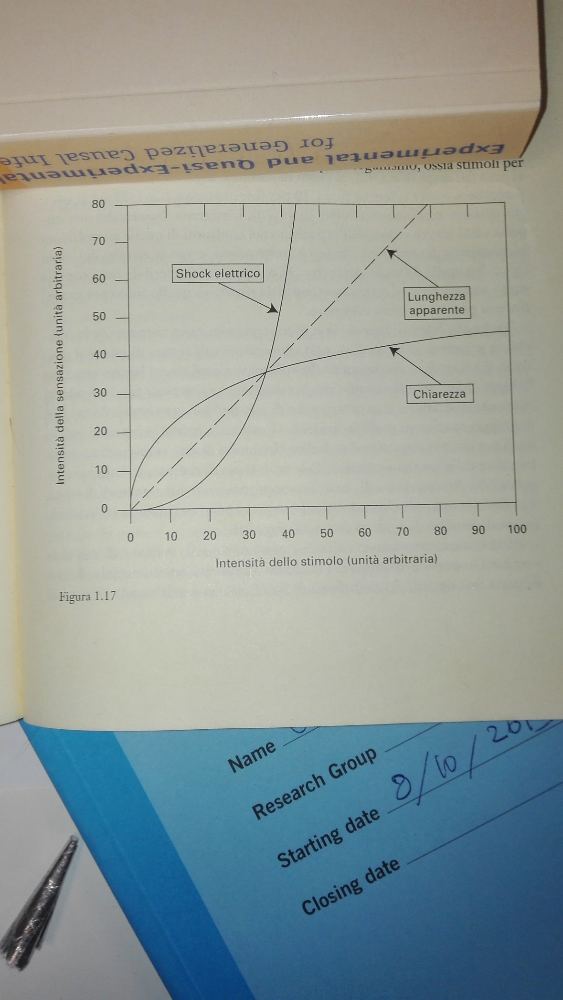 for Generalized Causal Infe
Experimental and Quasi-Experimental
ossia stimoli per
80
70
60
50
40
30
20
10
0
Intensità della sensazione (unità arbitraria)
Shock elettrico
Lunghezza
apparente
Chiarezza
0 10 20 30 40 50 60 70 80 90 100
Intensità dello stimolo (unità arbitraria)
Figura 1.17
Name
Research Group
Starting date 8/10/201
Closing date